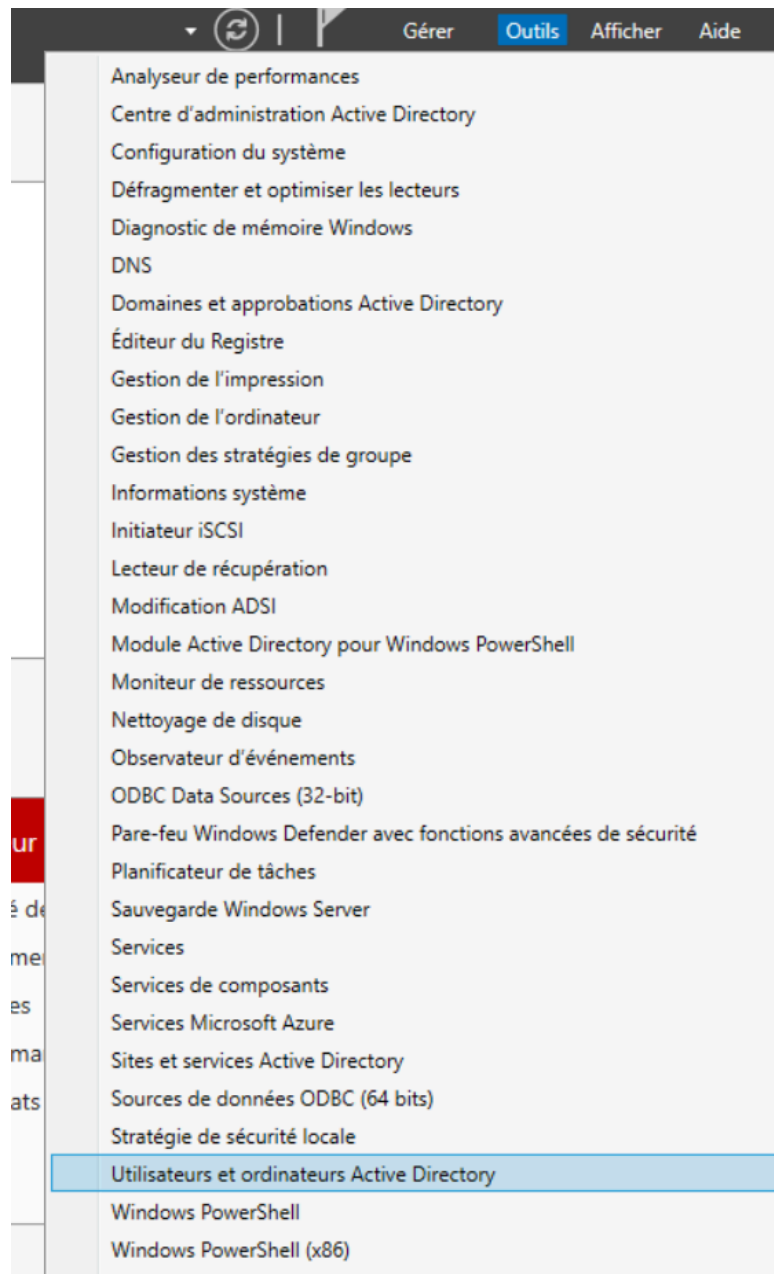 Gérer Outils Afficher Aide
Analyseur de performances
Centre d'administration Active Directory
Configuration du système
Défragmenter et optimiser les lecteurs
Diagnostic de mémoire Windows
DNS
Domaines et approbations Active Directory
Éditeur du Registre
Gestion de l'impression
Gestion de l'ordinateur
Gestion des stratégies de groupe
Informations système
Initiateur iSCSI
Lecteur de récupération
Modification ADSI
Module Active Directory pour Windows PowerShell
Moniteur de ressources
Nettoyage de disque
Observateur d'événements
ODBC Data Sources (32-bit)
Pare-feu Windows Defender avec fonctions avancées de sécurité
ur
Planificateur de tâches
é de
Sauvegarde Windows Server
mer
Services
es
Services de composants
Services Microsoft Azure
ma
Sites et services Active Directory
ats
Sources de données ODBC (64 bits)
Stratégie de sécurité locale
Utilisateurs et ordinateurs Active Directory
Windows PowerShell
Windows PowerShell (x86)